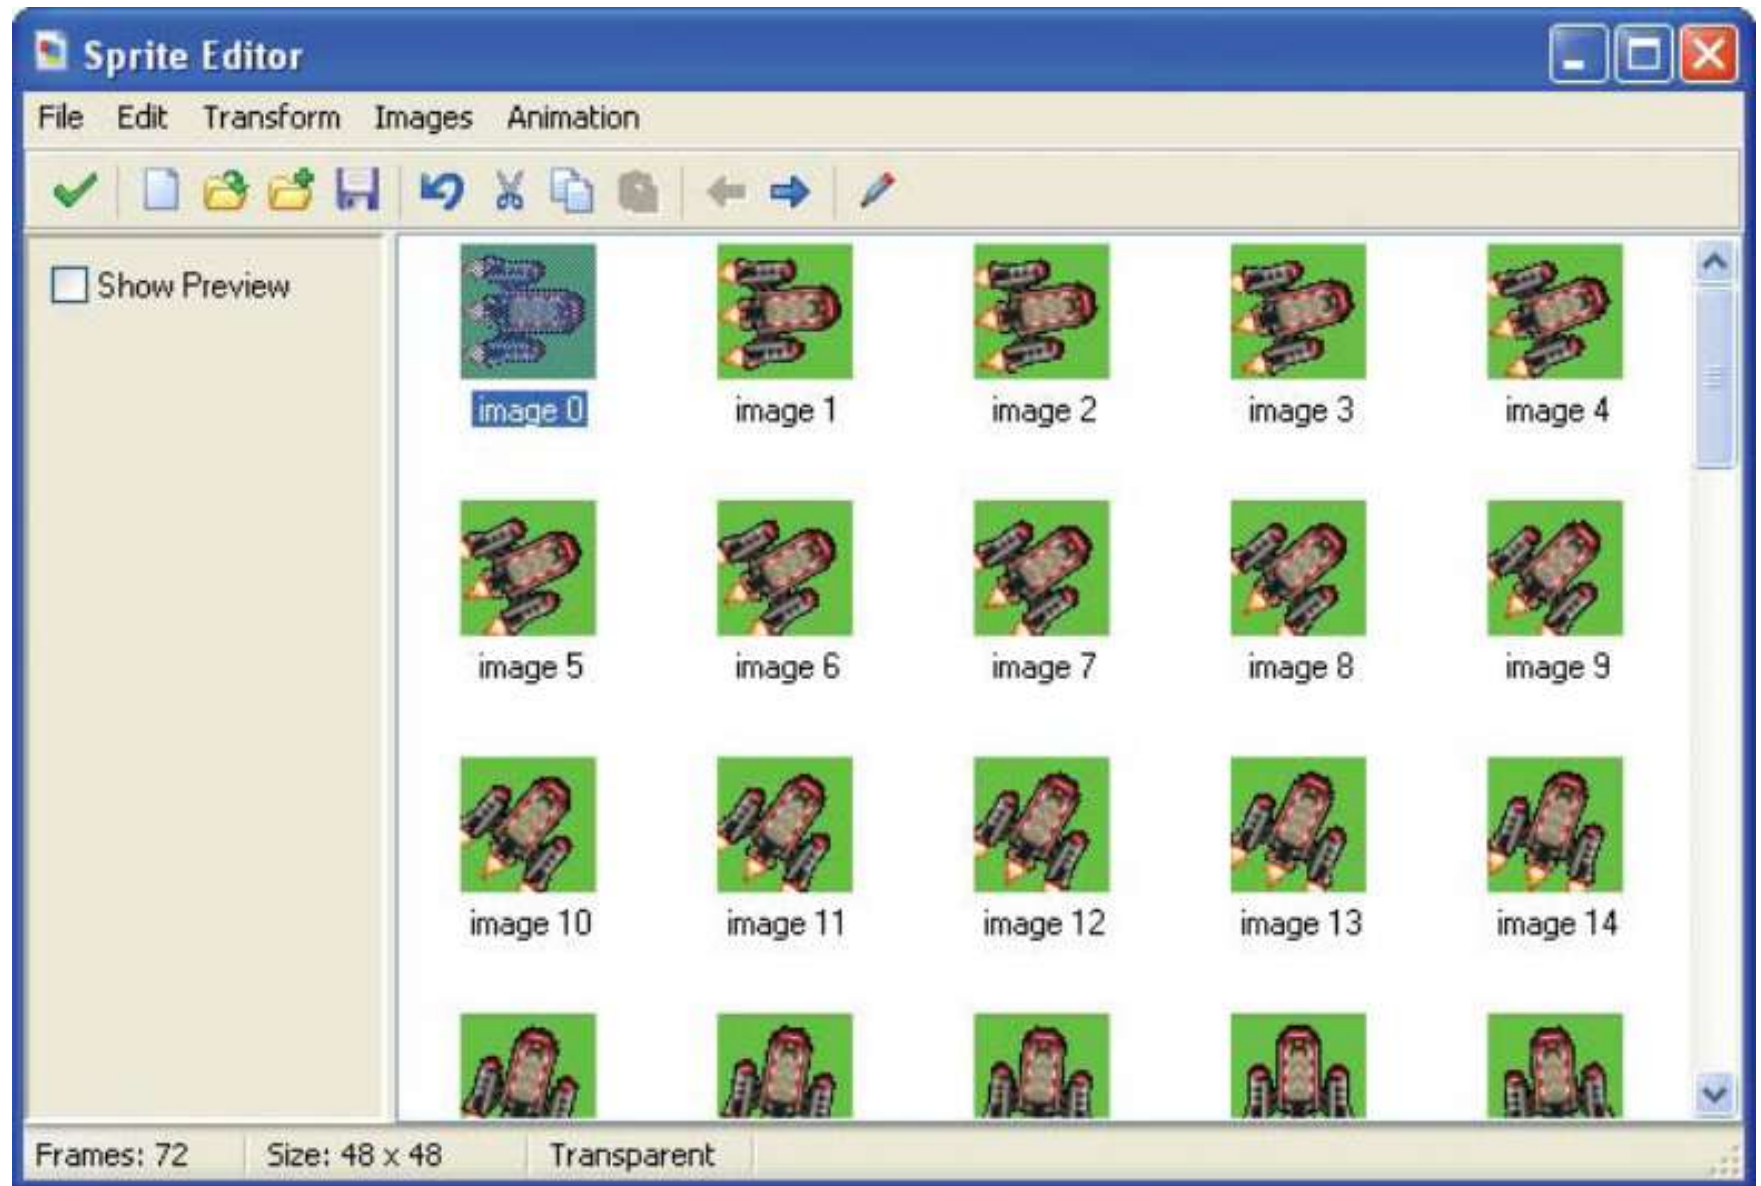 Sprite Editor
File Edit Transform Images Animation
Show Preview
image 0 image 1 image 2 image 3 image 4
image 5 image 6 image 7 image 8 image 9
image 10 image 11 image 12 image 13 image 14
Frames: 72 Size: 48 x 48 Transparent